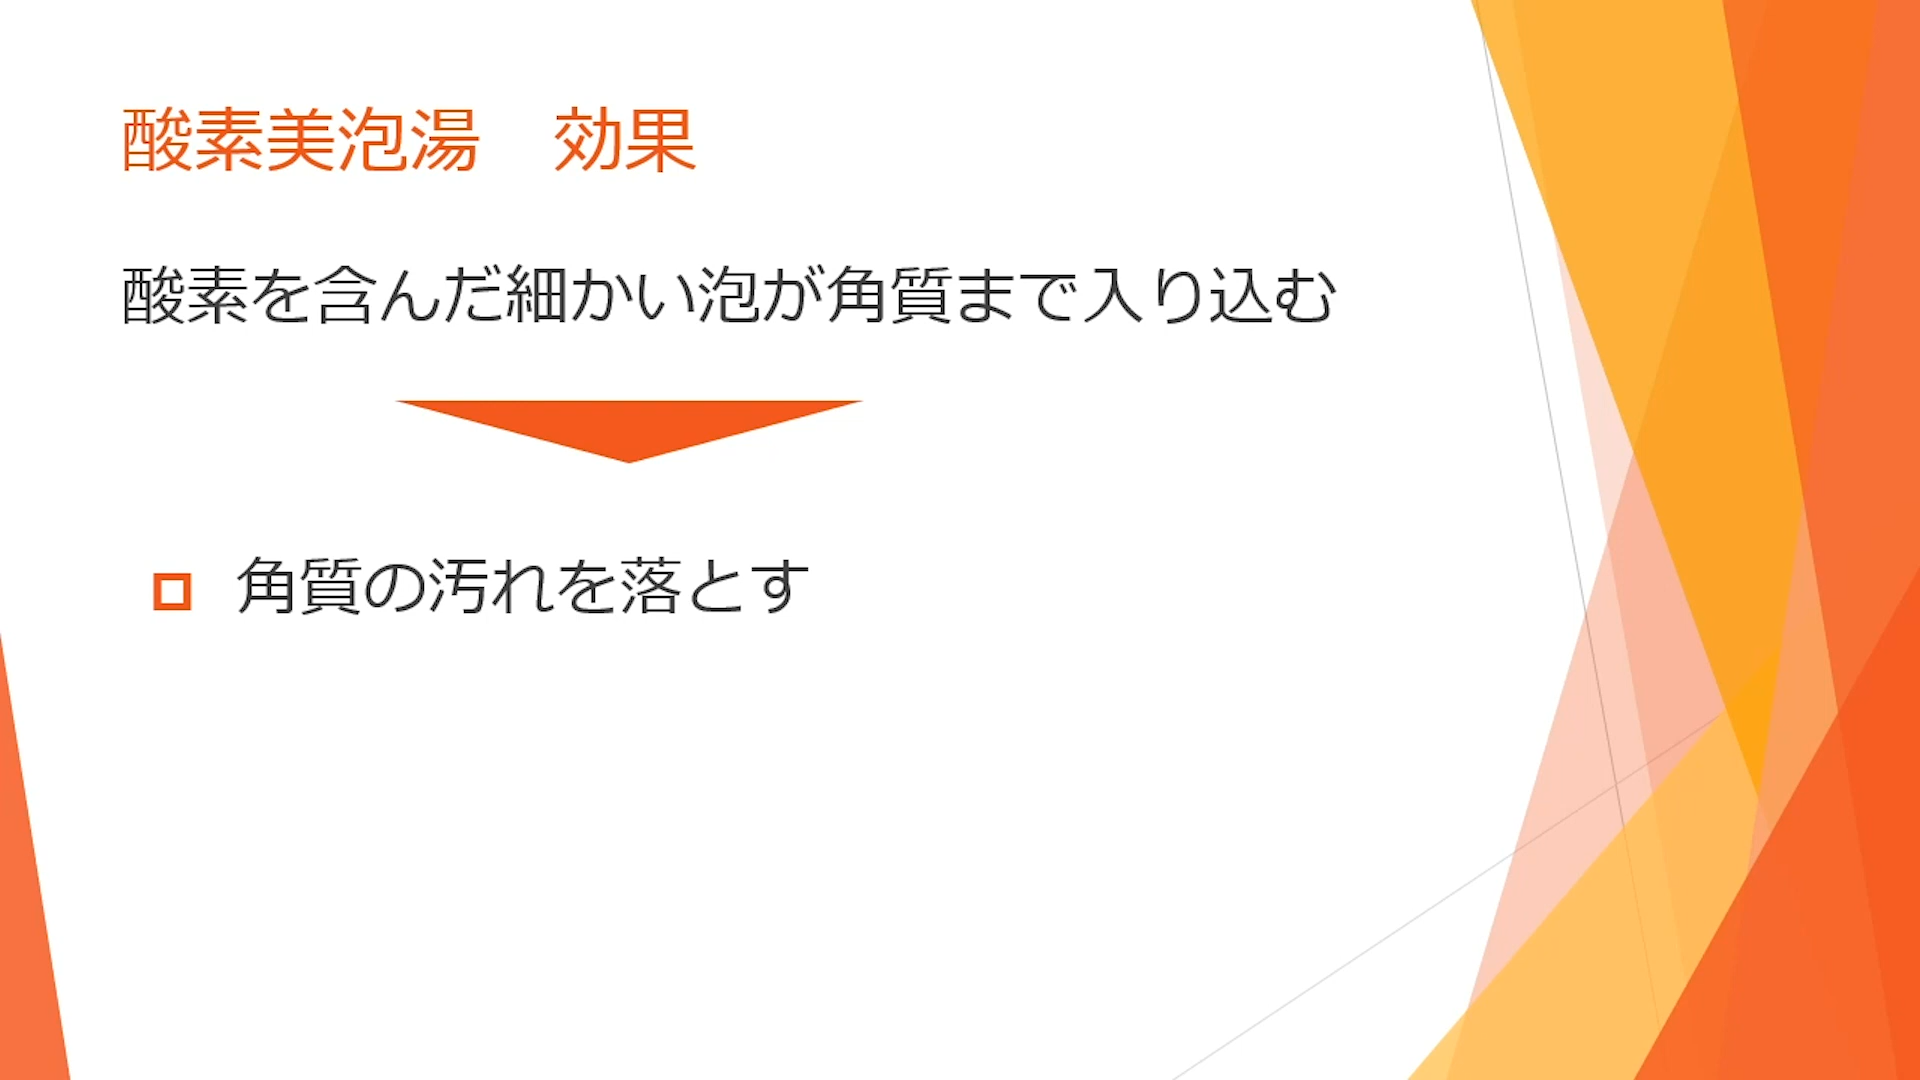 酸素美泡湯　効果
酸素を含んだ細かい泡が角質まで入り込む
角質の汚れを落とす